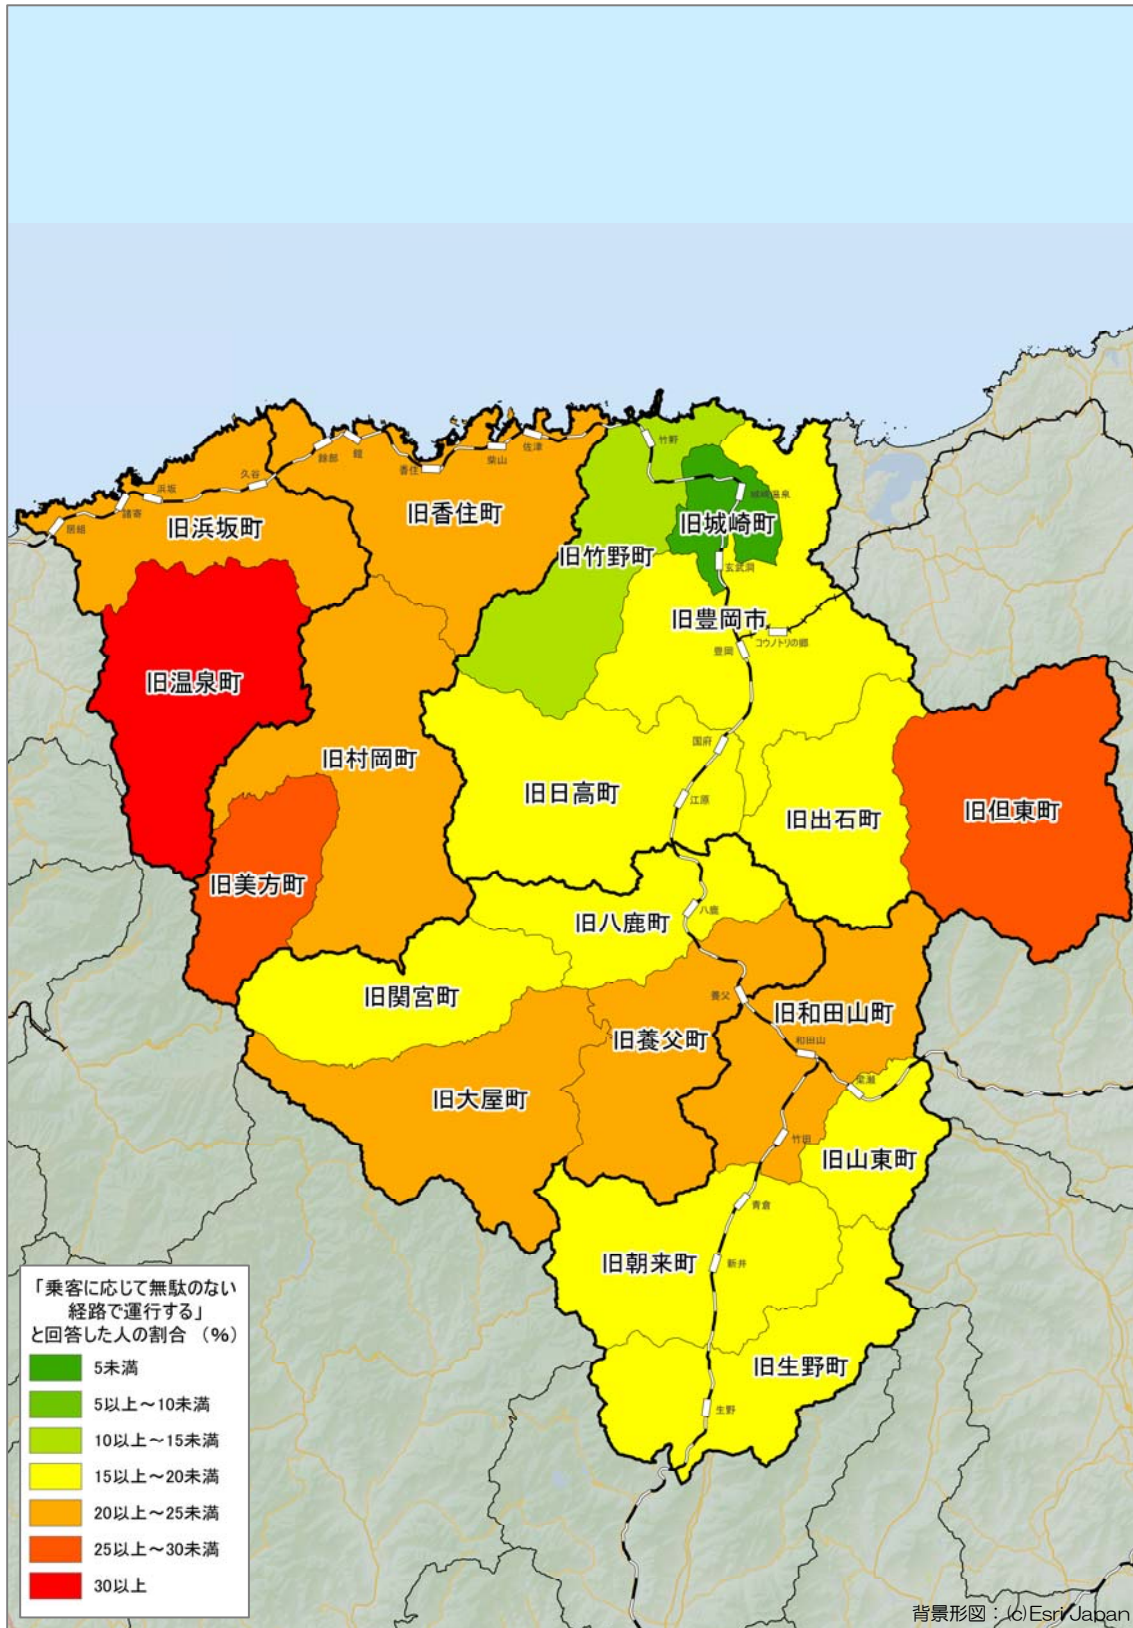 竹野
佐津
柴山
香住
鎧
餘部
久谷
浜坂
諸寄
居組
城崎温泉
旧香住町
旧浜坂町
旧城崎町
旧竹野町
玄武洞
旧豊岡市
コウノトリの郷
豊岡
旧温泉町
国府
旧村岡町
旧日高町
江原
旧出石町
旧但東町
旧美方町
旧八鹿町
八鹿
旧関宮町
養父
旧和田山町
旧養父町
和田山
梁瀬
旧大屋町
竹田
旧山東町
青倉
旧朝来町
新井
旧生野町
生野
「乗客に応じて無駄のない
経路で運行する」
と回答した人の割合 （%）
5未満
5以上～10未満
10以上～15未満
15以上～20未満
20以上～25未満
25以上～30未満
30以上
背景形図：(c)Esri Japan